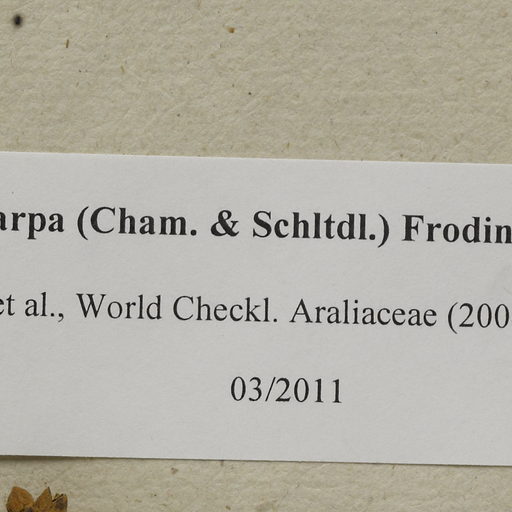 arpa (Cham. & Schltdl.) Frodin
et al., World Checkl. Araliaceae (200
03/2011